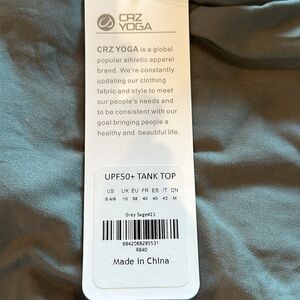 CRZ
YOGA
CRZ YOGA is a global
popular athletic apparel
brand. We're constantly
updating our clothing
fabric and style to meet
our people's needs and
to be consistent with our
goal bringing people a
healthy and beautiful life.
UPF50+ TANK TOP
US UK EU FR ES IT CN
S 4/6 10 38 40 40 42 M
Grey Sage#21
6942088295531
R840
Made in China